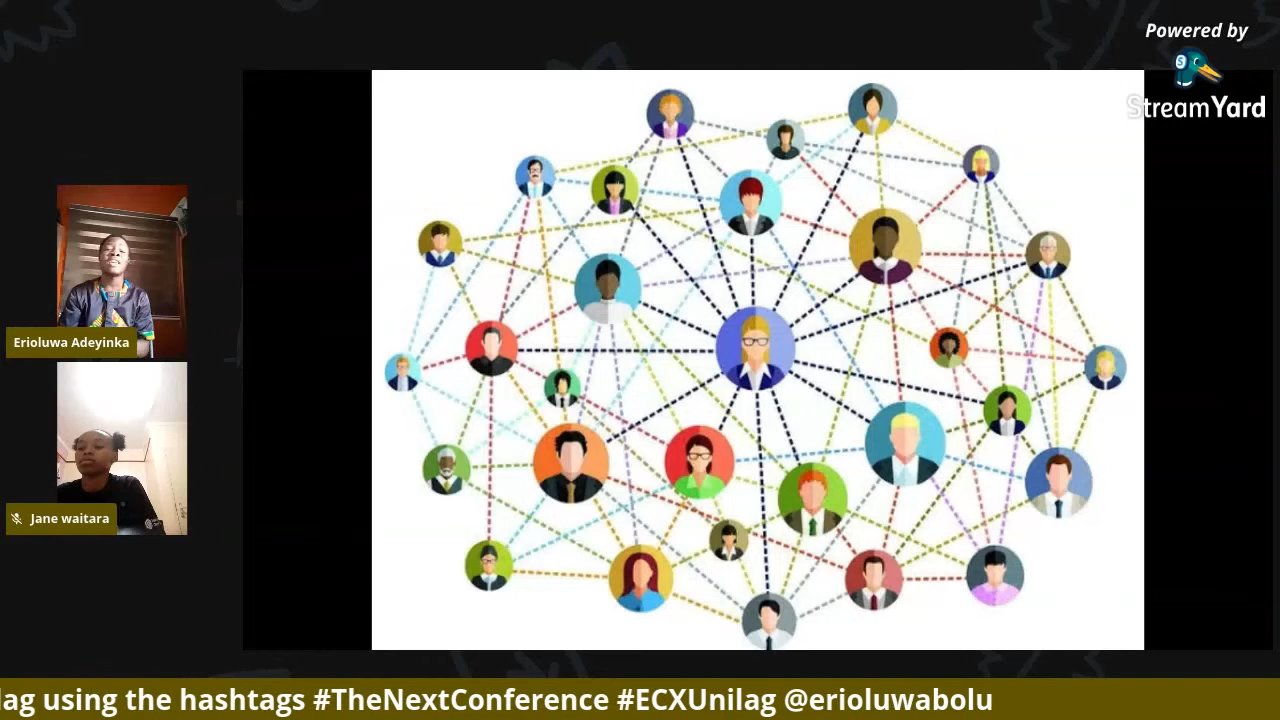 Powered by
StreamYard
Erioluwa Adeyinka
Jane waitara
lag using the hashtags #TheNextConference #ECXUnilag @erioluwabolu